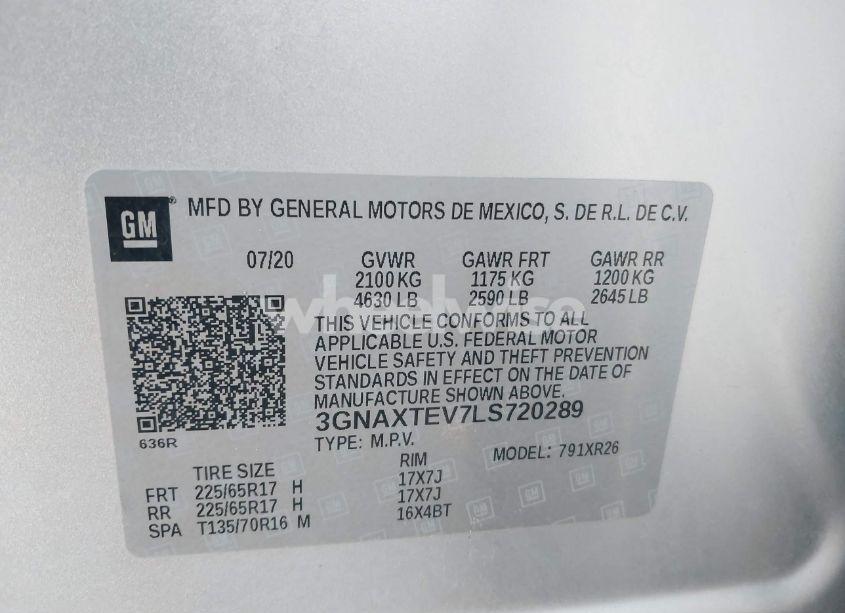 GM ® MFD BY GENERAL MOTORS DE MEXICO, S. DE R.L. DE C.V.
07/20 GVWR GAWR FRT GAWR RR
2100 KG 1175 KG 1200 KG
4630 LB 2590 LB 2645 LB
THIS VEHICLE CONFORMS TO ALL
APPLICABLE U.S. FEDERAL MOTOR
VEHICLE SAFETY AND THEFT PREVENTION
STANDARDS IN EFFECT ON THE DATE OF
MANUFACTURE SHOWN ABOVE.
636R
3GNAXTEV7LS720289
TYPE: M.P.V. MODEL: 791XR26
TIRE SIZE RIM
FRT 225/65R17 H 17X7J
RR 225/65R17 H 17X7J
SPA T135/70R16 M 16X4BT